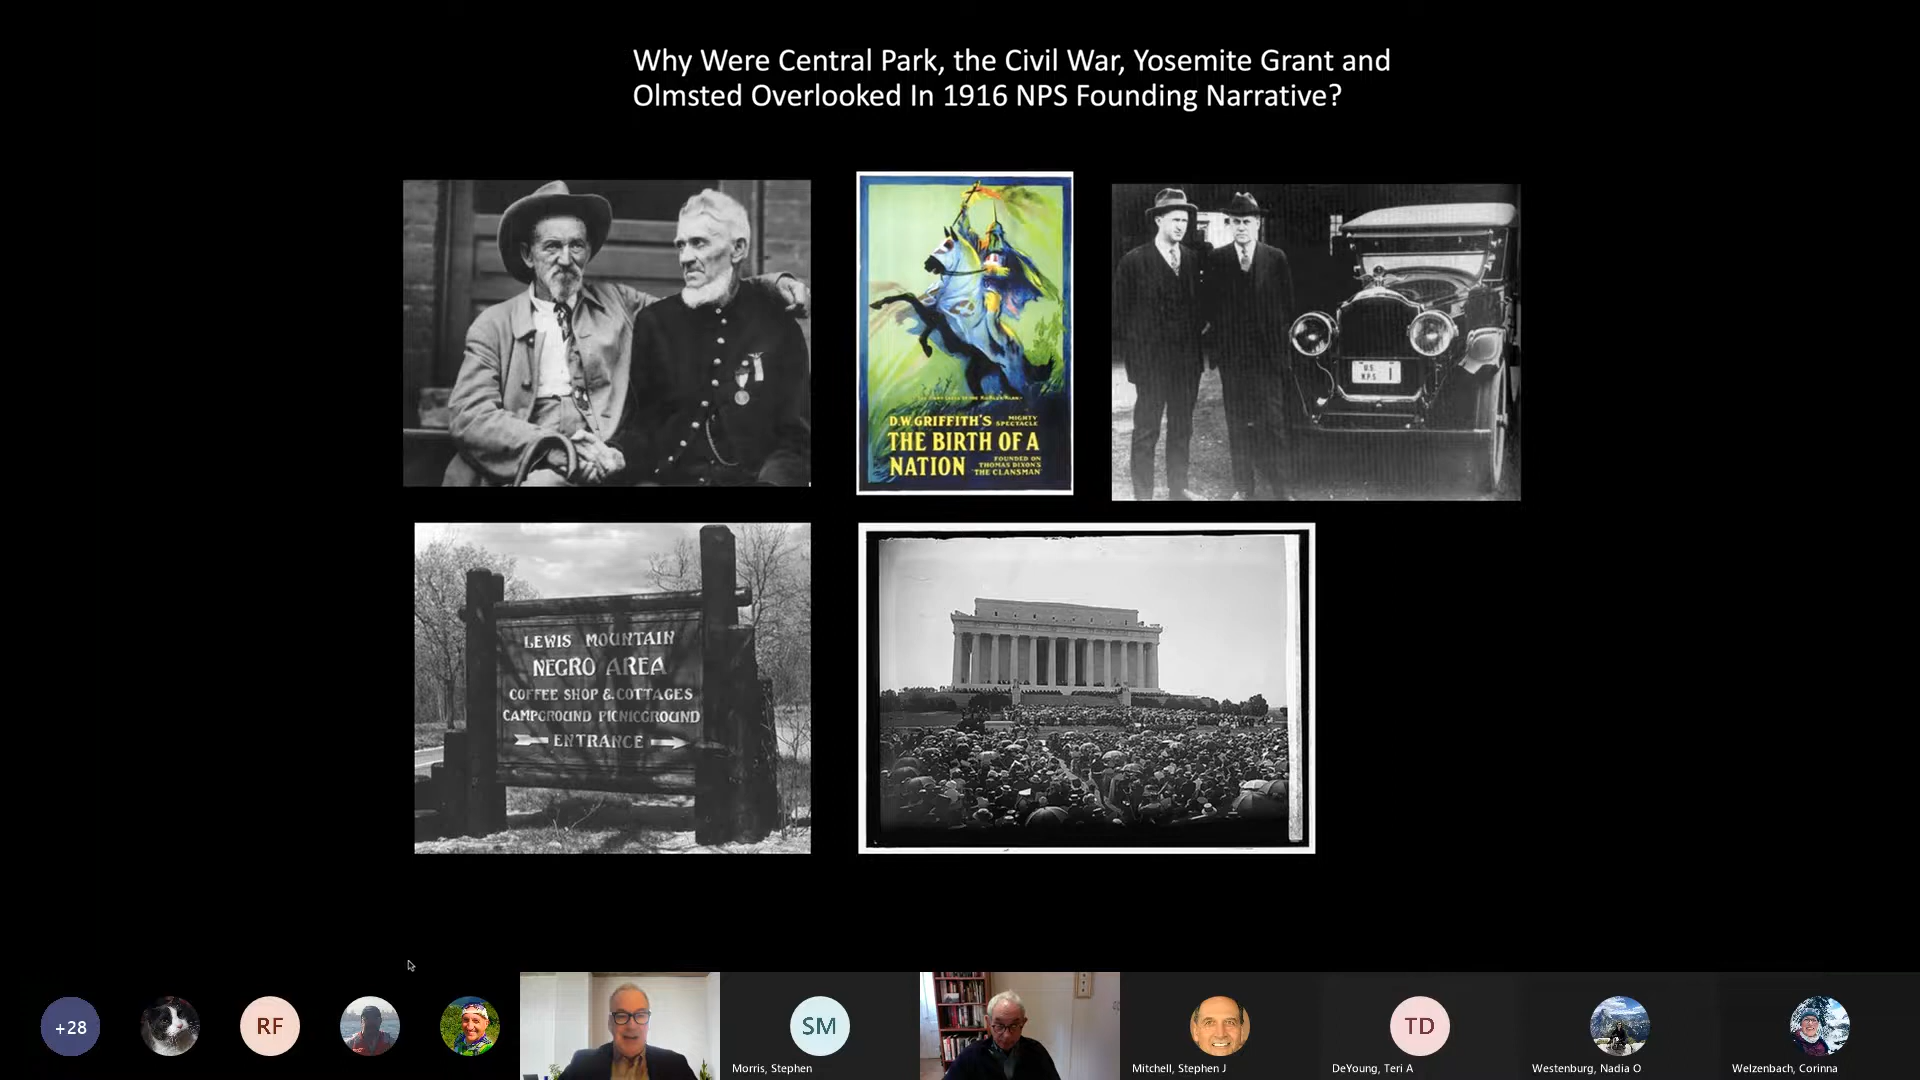 Why Were Central Park, the Civil War, Yosemite Grant and
Olmsted Overlooked In 1916 NPS Founding Narrative?
D.W. GRIFFITH'S MIGHTY SPECTACLE
THE BIRTH OF A
NATION
FOUNDED ON
THOMAS DIXON'S
'THE CLANSMAN'
U.S.
N.P.S 1
LEWIS MOUNTAIN
NEGRO AREA
COFFEE SHOP & COTTAGES
CAMPGROUND PICNICGROUND
ENTRANCE
+28
RF
SM
Morris, Stephen
Mitchell, Stephen J
TD
DeYoung, Teri A
Westenburg, Nadia O
Welzenbach, Corinna